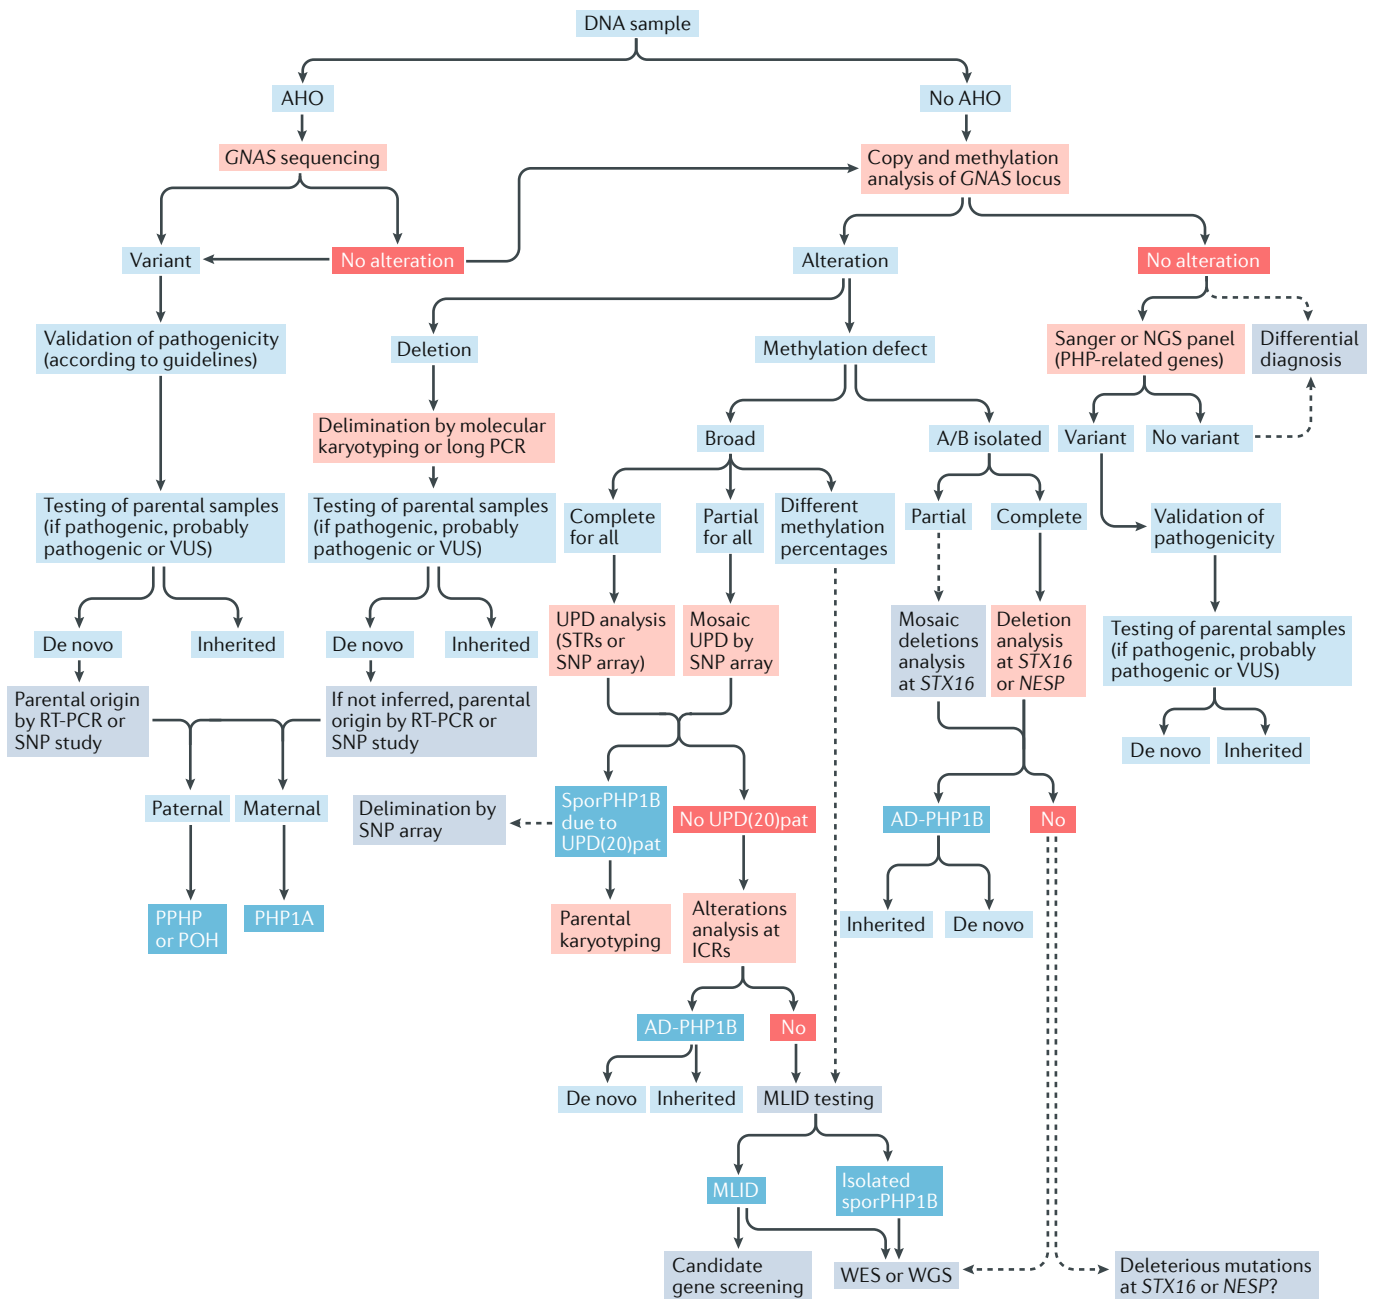 DNA sample
AHO
No AHO
GNAS sequencing
Copy and methylation
analysis of GNAS locus
Variant
No alteration
Alteration
No alteration
Validation of pathogenicity
(according to guidelines)
Deletion
Methylation defect
Sanger or NGS panel
(PHP-related genes)
Differential
diagnosis
Delimination by molecular
karyotyping or long PCR
Broad
A/B isolated
Variant
No variant
Testing of parental samples
(if pathogenic, probably
pathogenic or VUS)
Testing of parental samples
(if pathogenic, probably
pathogenic or VUS)
Complete
for all
Partial
for all
Different
methylation
percentages
Partial
Complete
Validation of
pathogenicity
De novo
Inherited
De novo
Inherited
UPD analysis
(STRs or
SNP array)
Mosaic
UPD by
SNP array
Mosaic
deletions
analysis
at STX16
Deletion
analysis
at STX16
or NESP
Testing of parental samples
(if pathogenic, probably
pathogenic or VUS)
Parental origin
by RT-PCR or
SNP study
If not inferred, parental
origin by RT-PCR or
SNP study
De novo
Inherited
Paternal
Maternal
Delimination by
SNP array
SporPHP1B
due to
UPD(20)pat
No UPD(20)pat
AD-PHP1B
No
PPHP
or POH
PHP1A
Parental
karyotyping
Alterations
analysis at
ICRs
Inherited
De novo
AD-PHP1B
No
De novo
Inherited
MLID testing
MLID
Isolated
sporPHP1B
Candidate
gene screening
WES or WGS
Deleterious mutations
at STX16 or NESP?